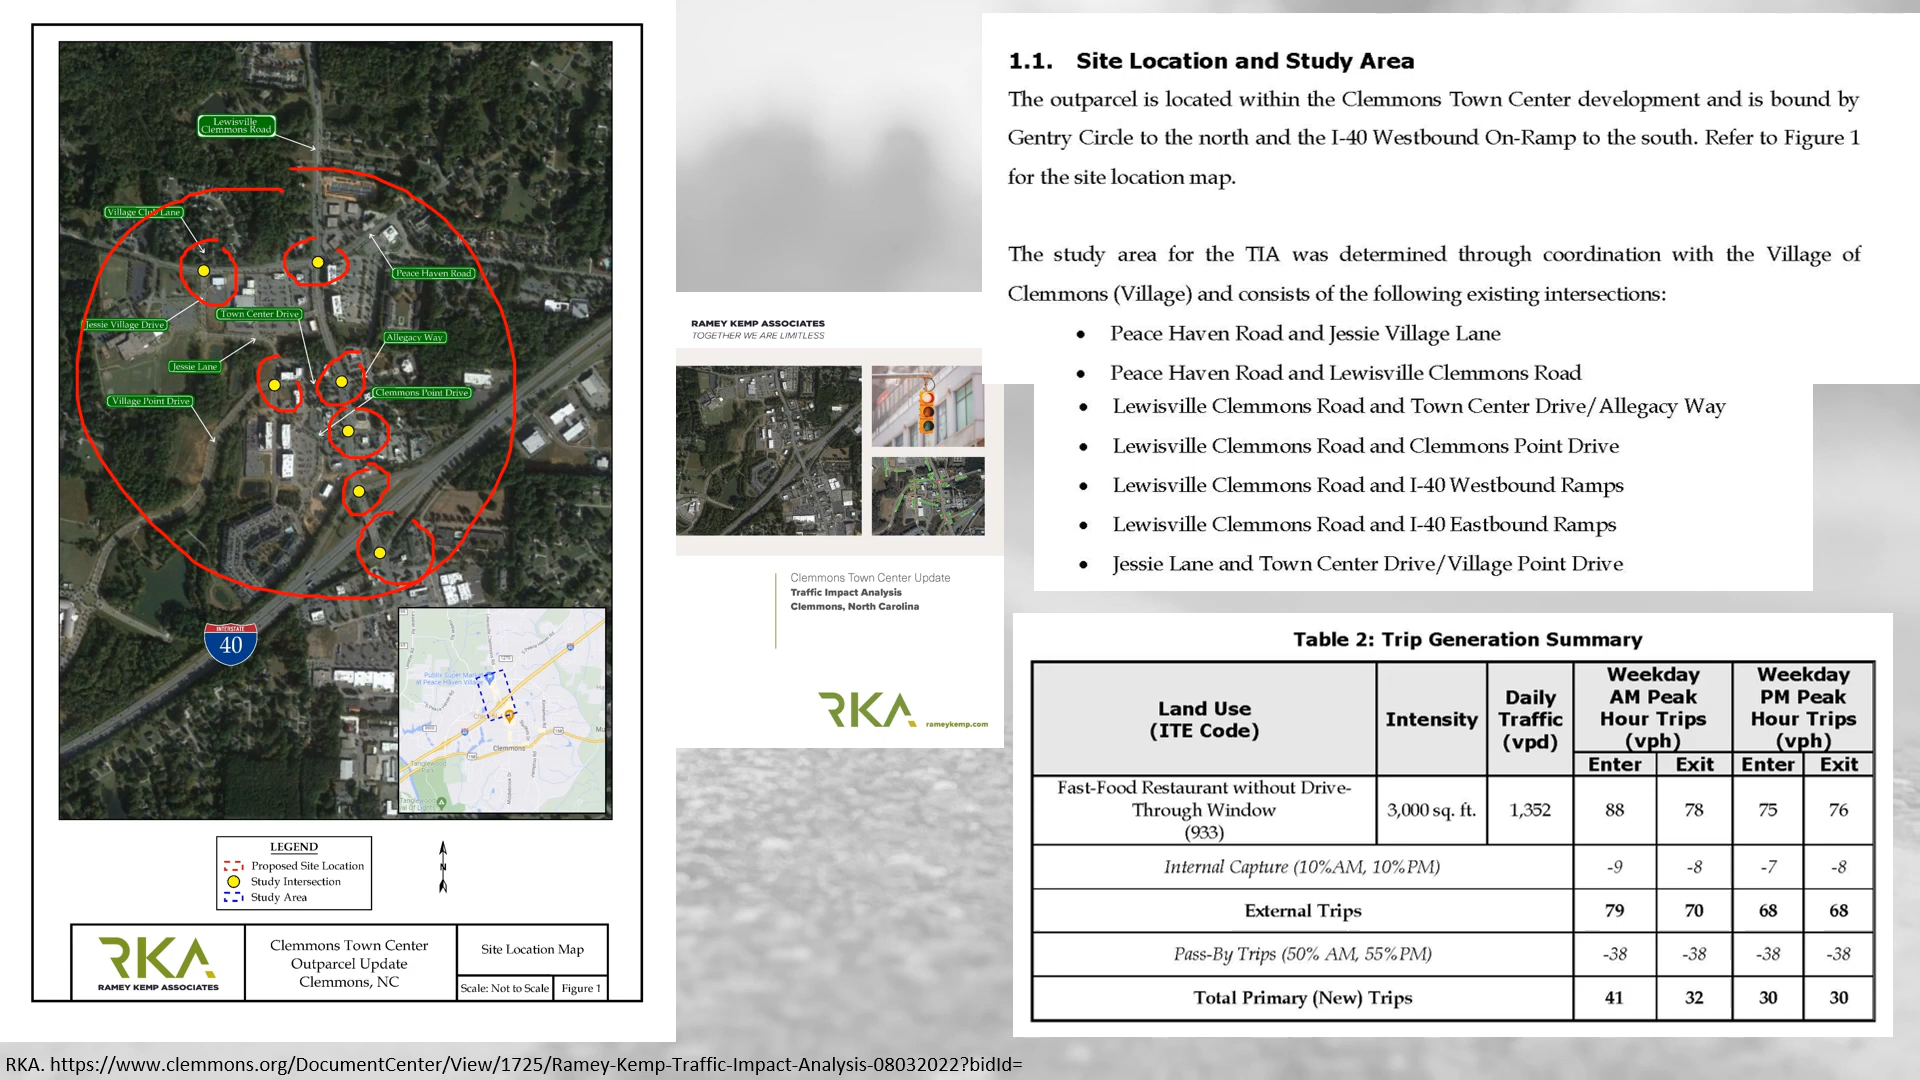 Lewisville
Clemmons Road
Village Club Lane
Peace Haven Road
Town Center Drive
Jessie Village Drive
Allegacy Way
Jessie Lane
Clemmons Point Drive
Village Point Drive
INTERSTATE
40
Clemmons
LEGEND
Proposed Site Location
Study Intersection
Study Area
N
RKA
RAMEY KEMP ASSOCIATES
Clemmons Town Center
Outparcel Update
Clemmons, NC
Site Location Map
Scale: Not to Scale
Figure 1
RAMEY KEMP ASSOCIATES
TOGETHER WE ARE LIMITLESS
Clemmons Town Center Update
Traffic Impact Analysis
Clemmons, North Carolina
RKA
rameykemp.com
1.1. Site Location and Study Area
The outparcel is located within the Clemmons Town Center development and is bound by
Gentry Circle to the north and the I-40 Westbound On-Ramp to the south. Refer to Figure 1
for the site location map.
The study area for the TIA was determined through coordination with the Village of
Clemmons (Village) and consists of the following existing intersections:
• Peace Haven Road and Jessie Village Lane
• Peace Haven Road and Lewisville Clemmons Road
• Lewisville Clemmons Road and Town Center Drive/Allegacy Way
• Lewisville Clemmons Road and Clemmons Point Drive
• Lewisville Clemmons Road and I-40 Westbound Ramps
• Lewisville Clemmons Road and I-40 Eastbound Ramps
• Jessie Lane and Town Center Drive/Village Point Drive
Table 2: Trip Generation Summary
Land Use
(ITE Code)
Intensity
Daily
Traffic
(vpd)
Weekday
AM Peak
Hour Trips
(vph)
Weekday
PM Peak
Hour Trips
(vph)
Enter Exit Enter Exit
Fast-Food Restaurant without Drive-
Through Window
(933)
3,000 sq. ft. 1,352 88 78 75 76
Internal Capture (10%AM, 10%PM) -9 -8 -7 -8
External Trips 79 70 68 68
Pass-By Trips (50% AM, 55%PM) -38 -38 -38 -38
Total Primary (New) Trips 41 32 30 30
RKA. https://www.clemmons.org/DocumentCenter/View/1725/Ramey-Kemp-Traffic-Impact-Analysis-08032022?bidId=